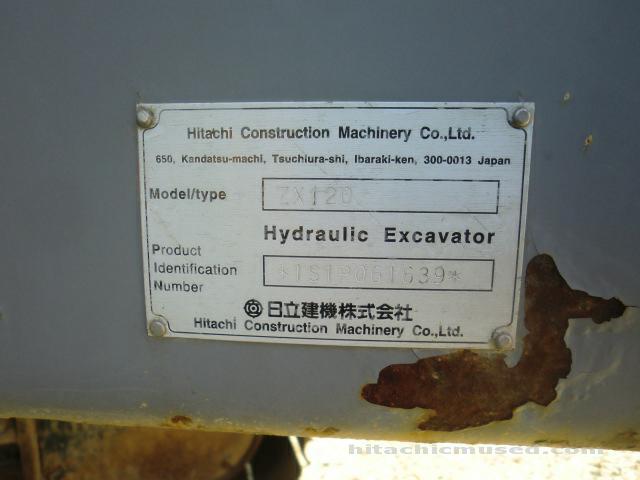 Hitachi Construction Machinery Co.,Ltd.
650, Kandatsu-machi, Tsuchiura-shi, Ibaraki-ken, 300-0013 Japan
Model/type ZX120
Hydraulic Excavator
Product
Identification
Number
*1S1P061639*
日立建機株式会社
Hitachi Construction Machinery Co.,Ltd.
hitachicmused.com